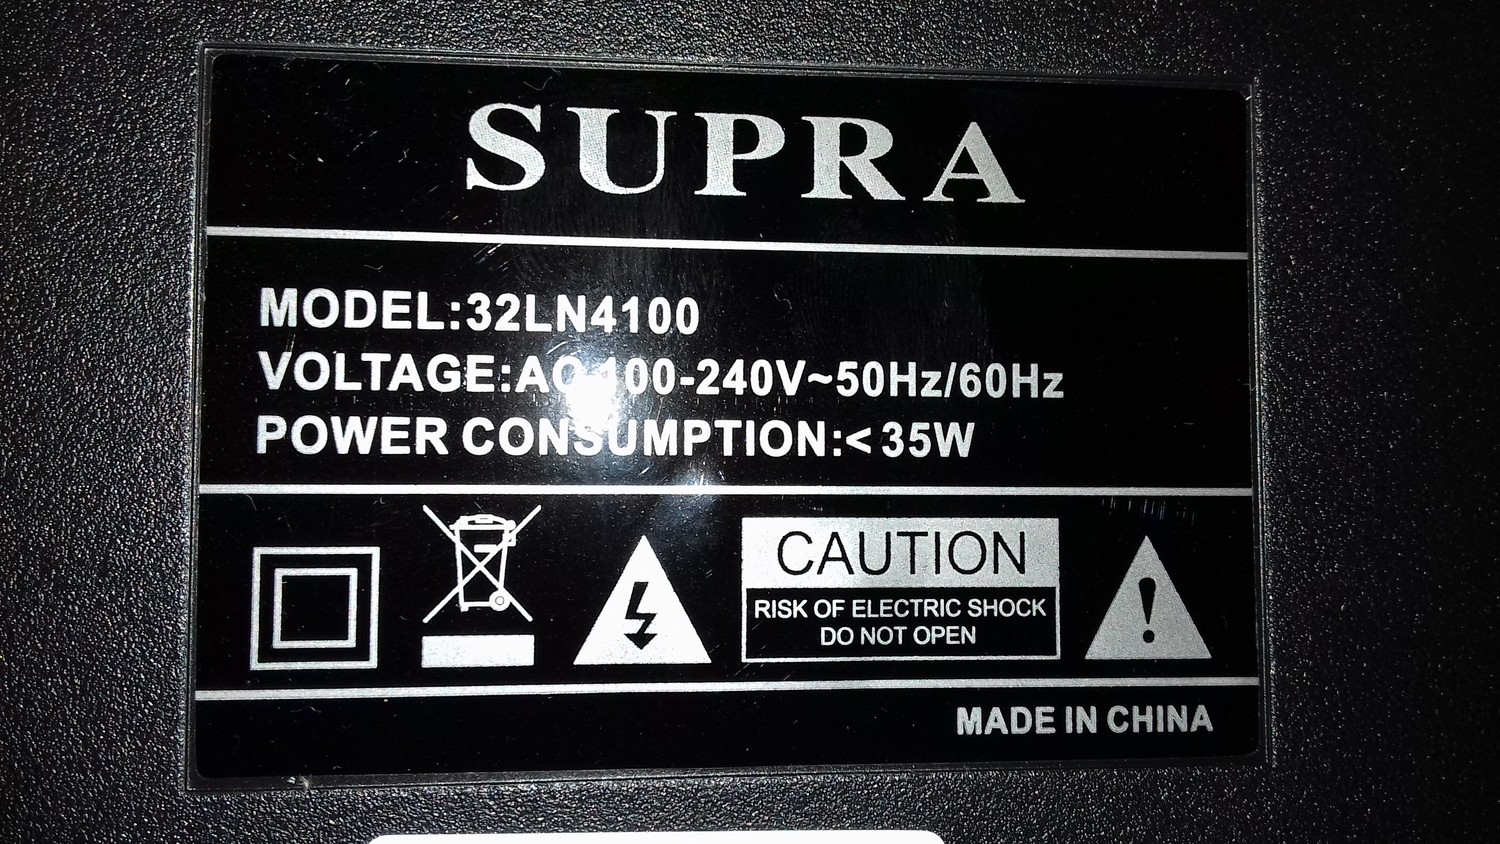 SUPRA
MODEL:32LN4100
VOLTAGE:AC 100-240V~50Hz/60Hz
POWER CONSUMPTION:< 35W
CAUTION
RISK OF ELECTRIC SHOCK
DO NOT OPEN
MADE IN CHINA